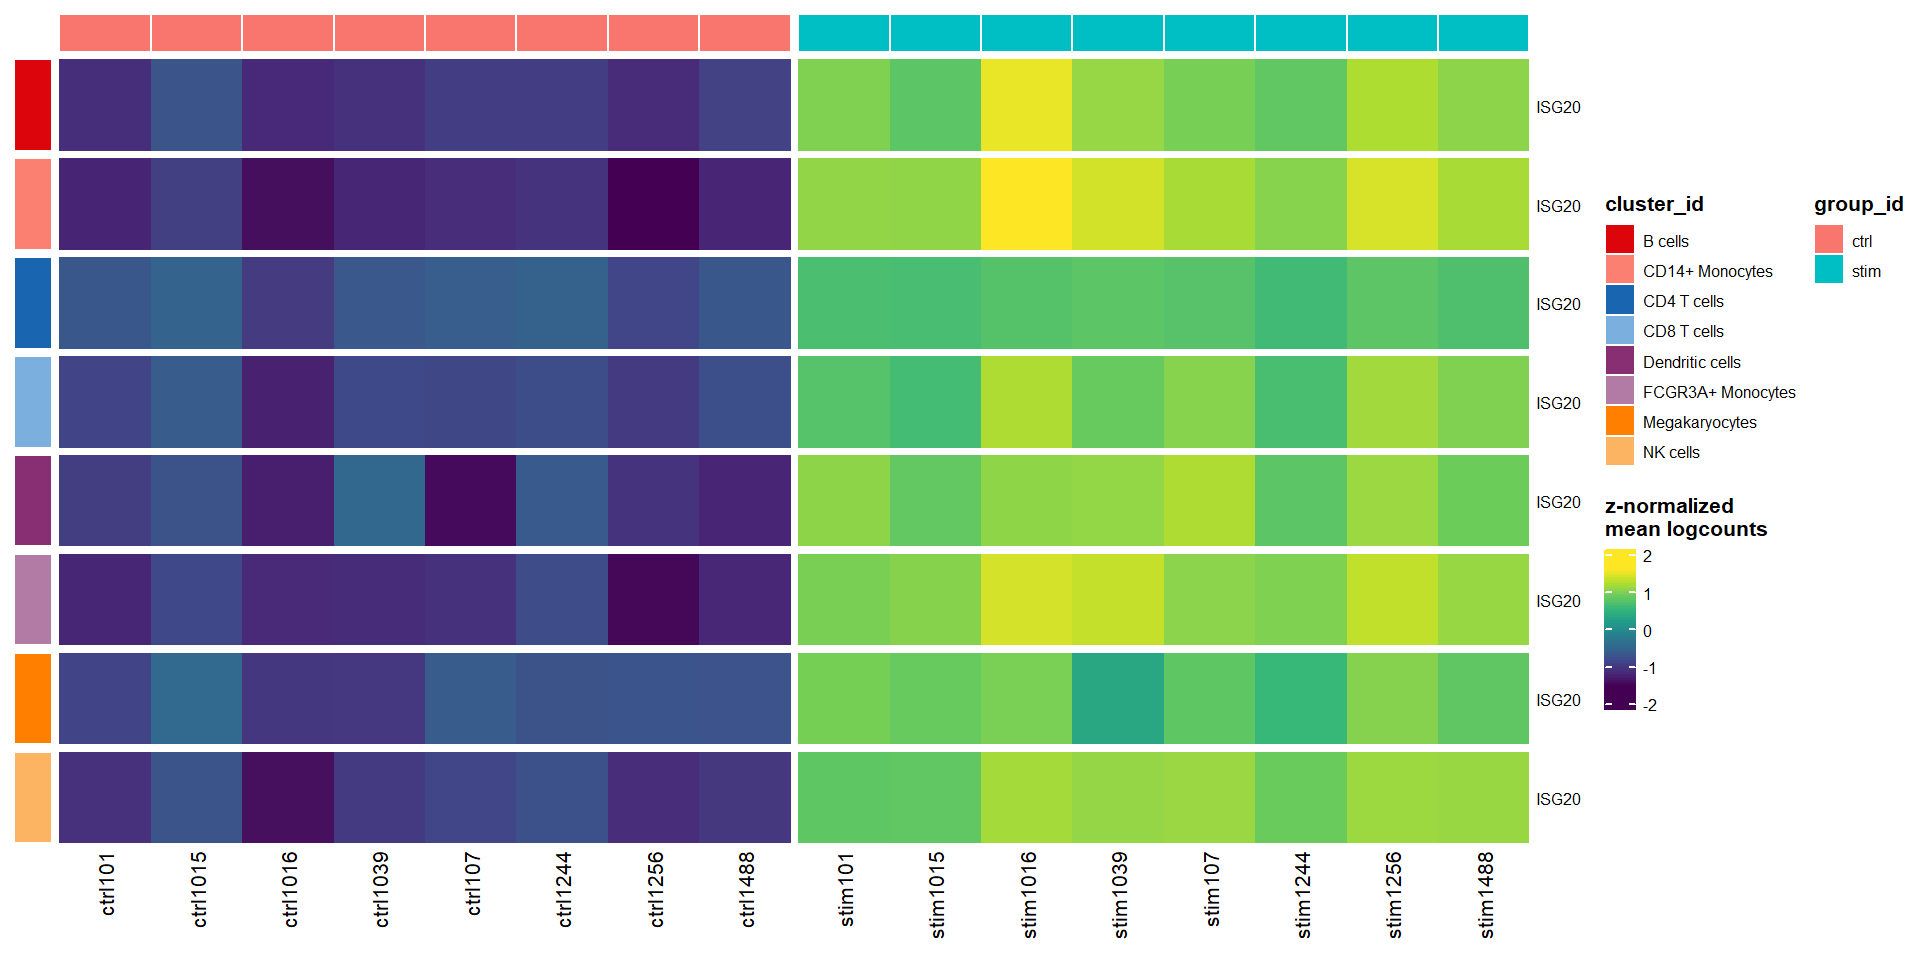 ISG20
ISG20
ISG20
ISG20
ISG20
ISG20
ISG20
ISG20
ctrl101
ctrl1015
ctrl1016
ctrl1039
ctrl107
ctrl1244
ctrl1256
ctrl1488
stim101
stim1015
stim1016
stim1039
stim107
stim1244
stim1256
stim1488
cluster_id
B cells
CD14+ Monocytes
CD4 T cells
CD8 T cells
Dendritic cells
FCGR3A+ Monocytes
Megakaryocytes
NK cells
group_id
ctrl
stim
z-normalized
mean logcounts
2
1
0
-1
-2